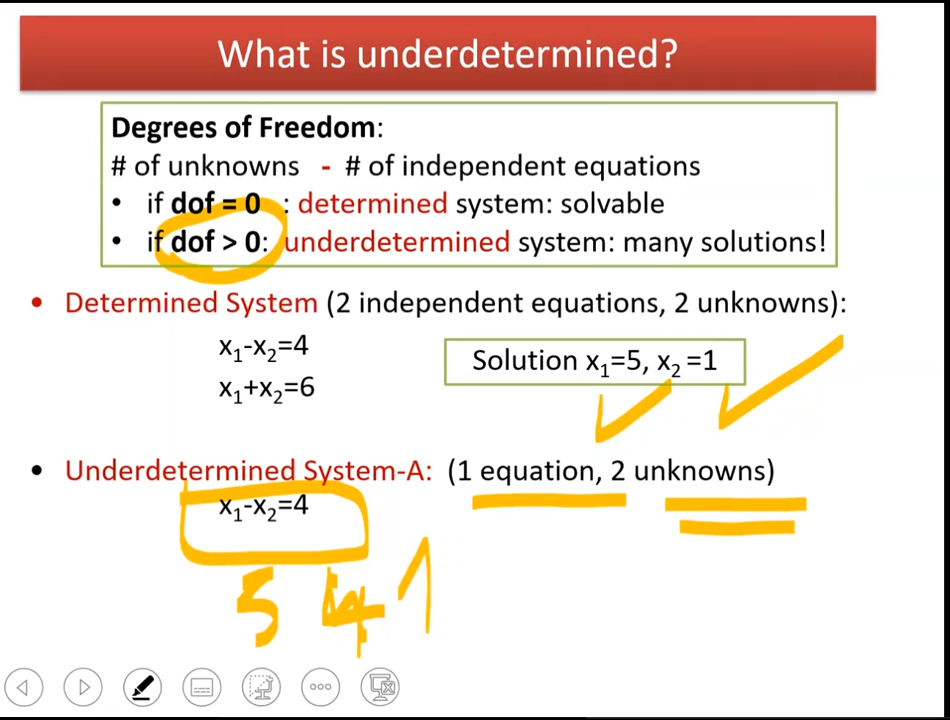 What is underdetermined?
Degrees of Freedom:
# of unknowns - # of independent equations
• if dof = 0 : determined system: solvable
• if dof > 0: underdetermined system: many solutions!
• Determined System (2 independent equations, 2 unknowns):
x₁-x₂=4
x₁+x₂=6
Solution x₁=5, x₂ =1
• Underdetermined System-A: (1 equation, 2 unknowns)
x₁-x₂=4
5 1